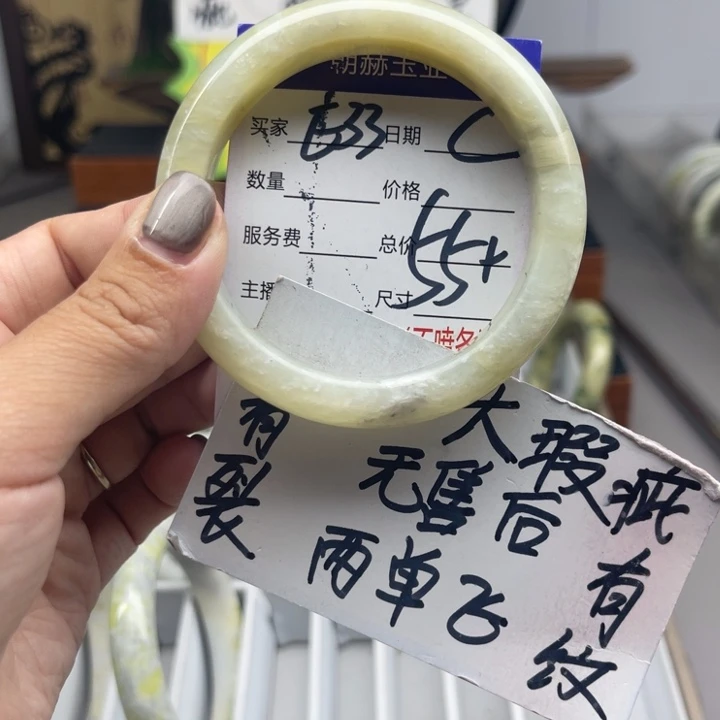 朝赫玉业
买家 日期 C
数量 价格
服务费 总价 55+
主播 尺寸
有裂
大瑕疵
无售后
两单飞
有纹